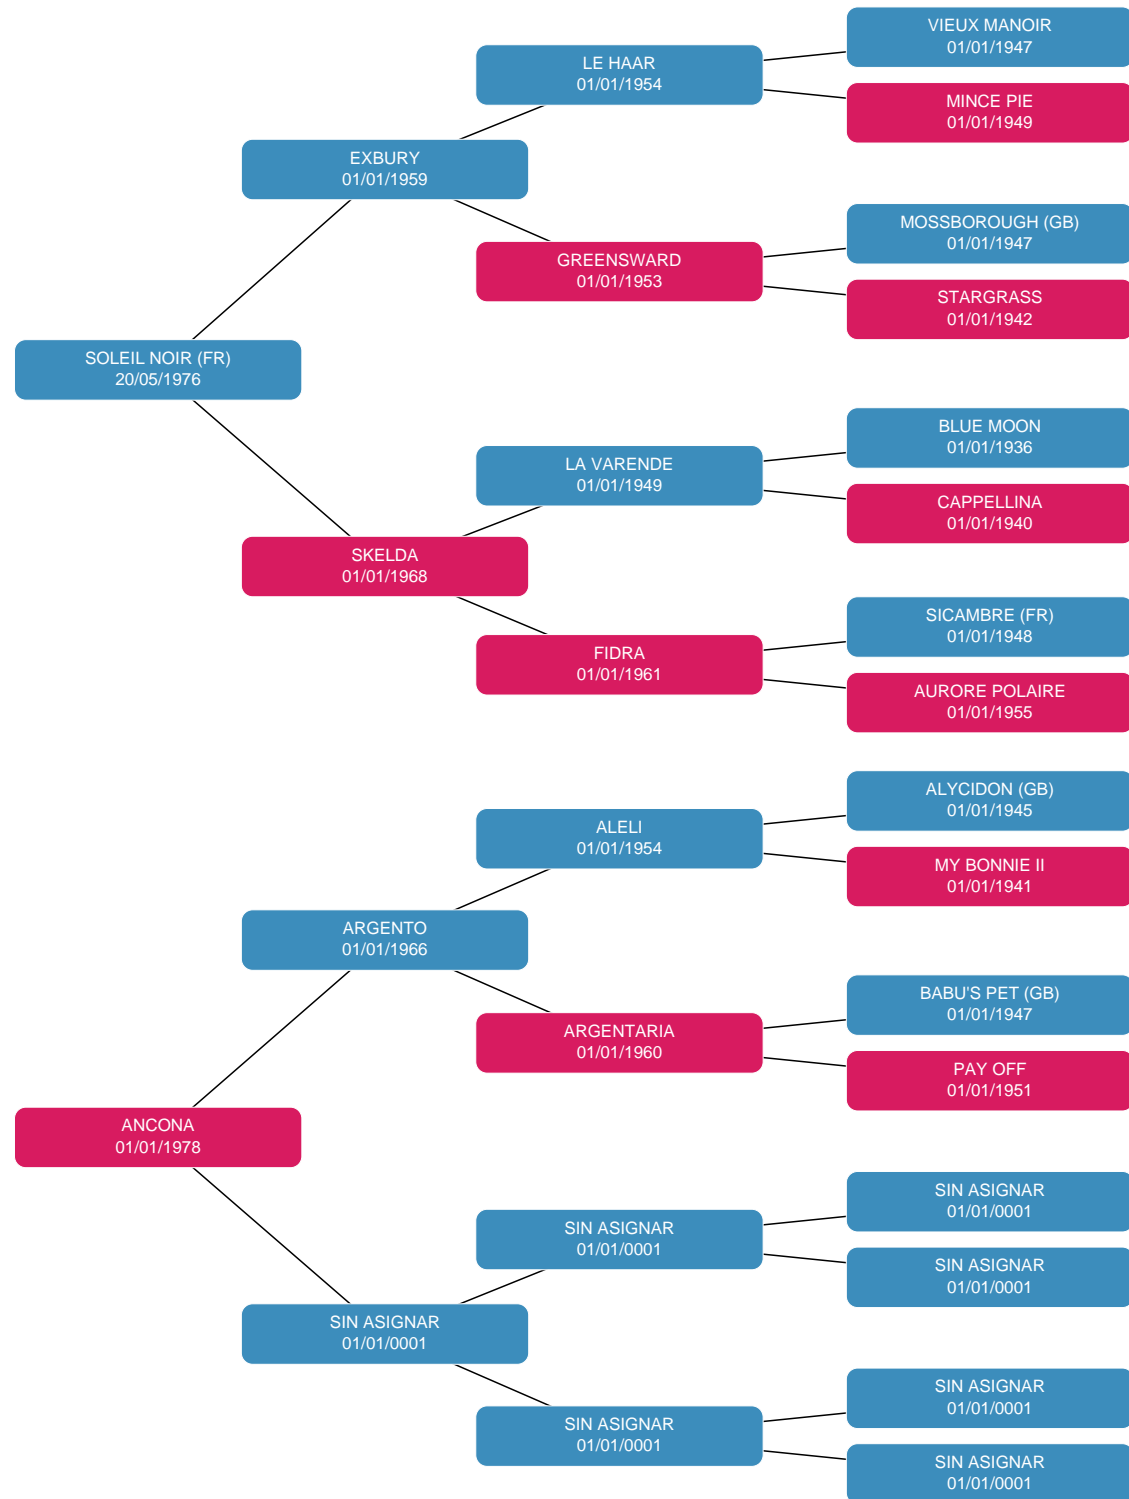 VIEUX MANOIR
01/01/1947
LE HAAR
01/01/1954
MINCE PIE
01/01/1949
EXBURY
01/01/1959
MOSSBOROUGH (GB)
01/01/1947
GREENSWARD
01/01/1953
STARGRASS
01/01/1942
SOLEIL NOIR (FR)
20/05/1976
BLUE MOON
01/01/1936
LA VARENDE
01/01/1949
CAPPELLINA
01/01/1940
SKELDA
01/01/1968
SICAMBRE (FR)
01/01/1948
FIDRA
01/01/1961
AURORE POLAIRE
01/01/1955
ALYCIDON (GB)
01/01/1945
ALELI
01/01/1954
MY BONNIE II
01/01/1941
ARGENTO
01/01/1966
BABU'S PET (GB)
01/01/1947
ARGENTARIA
01/01/1960
PAY OFF
01/01/1951
ANCONA
01/01/1978
SIN ASIGNAR
01/01/0001
SIN ASIGNAR
01/01/0001
SIN ASIGNAR
01/01/0001
SIN ASIGNAR
01/01/0001
SIN ASIGNAR
01/01/0001
SIN ASIGNAR
01/01/0001
SIN ASIGNAR
01/01/0001